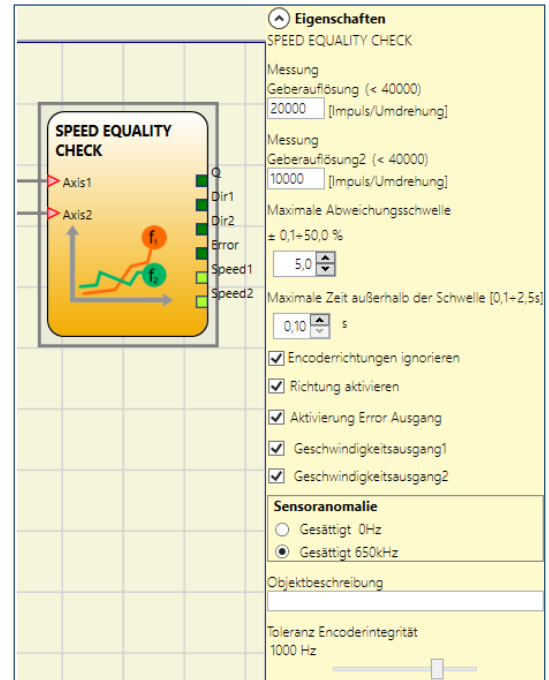 SPEED EQUALITY
CHECK
Axis1
Axis2
Q
Dir1
Dir2
Error
Speed1
Speed2
f1
f2
Eigenschaften
SPEED EQUALITY CHECK
Messung
Geberauflösung (< 40000)
20000 [Impuls/Umdrehung]
Messung
Geberauflösung2 (< 40000)
10000 [Impuls/Umdrehung]
Maximale Abweichungsschwelle
± 0,1÷50,0 %
5,0
Maximale Zeit außerhalb der Schwelle [0,1÷2,5s]
0,10 s
Encoderrichtungen ignorieren
Richtung aktivieren
Aktivierung Error Ausgang
Geschwindigkeitsausgang1
Geschwindigkeitsausgang2
Sensoranomalie
Gesättigt 0Hz
Gesättigt 650kHz
Objektbeschreibung
Toleranz Encoderintegrität
1000 Hz